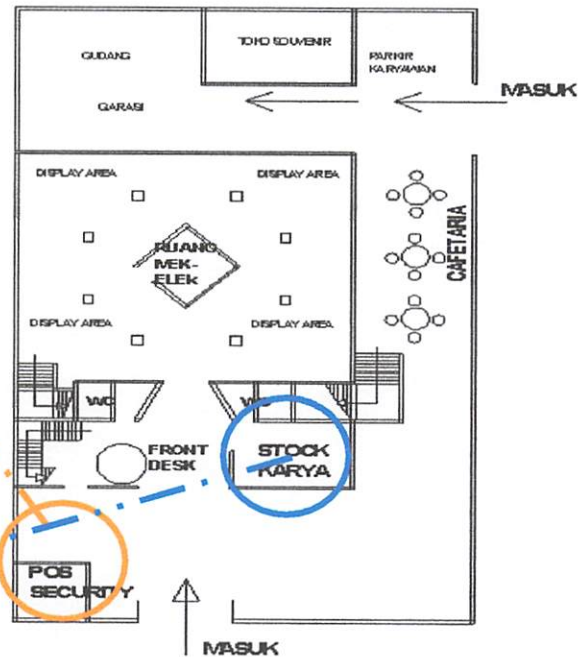 GUDANG
TOKO SOUVENIR
PARKIR
KARYAWAN
GARASI
MASUK
DISPLAY AREA
DISPLAY AREA
CAFETARIA
RUANG
MEK-
ELEK
DISPLAY AREA
DISPLAY AREA
WC
WC
FRONT
DESK
STOCK
KARYA
POS
SECURITY
MASUK